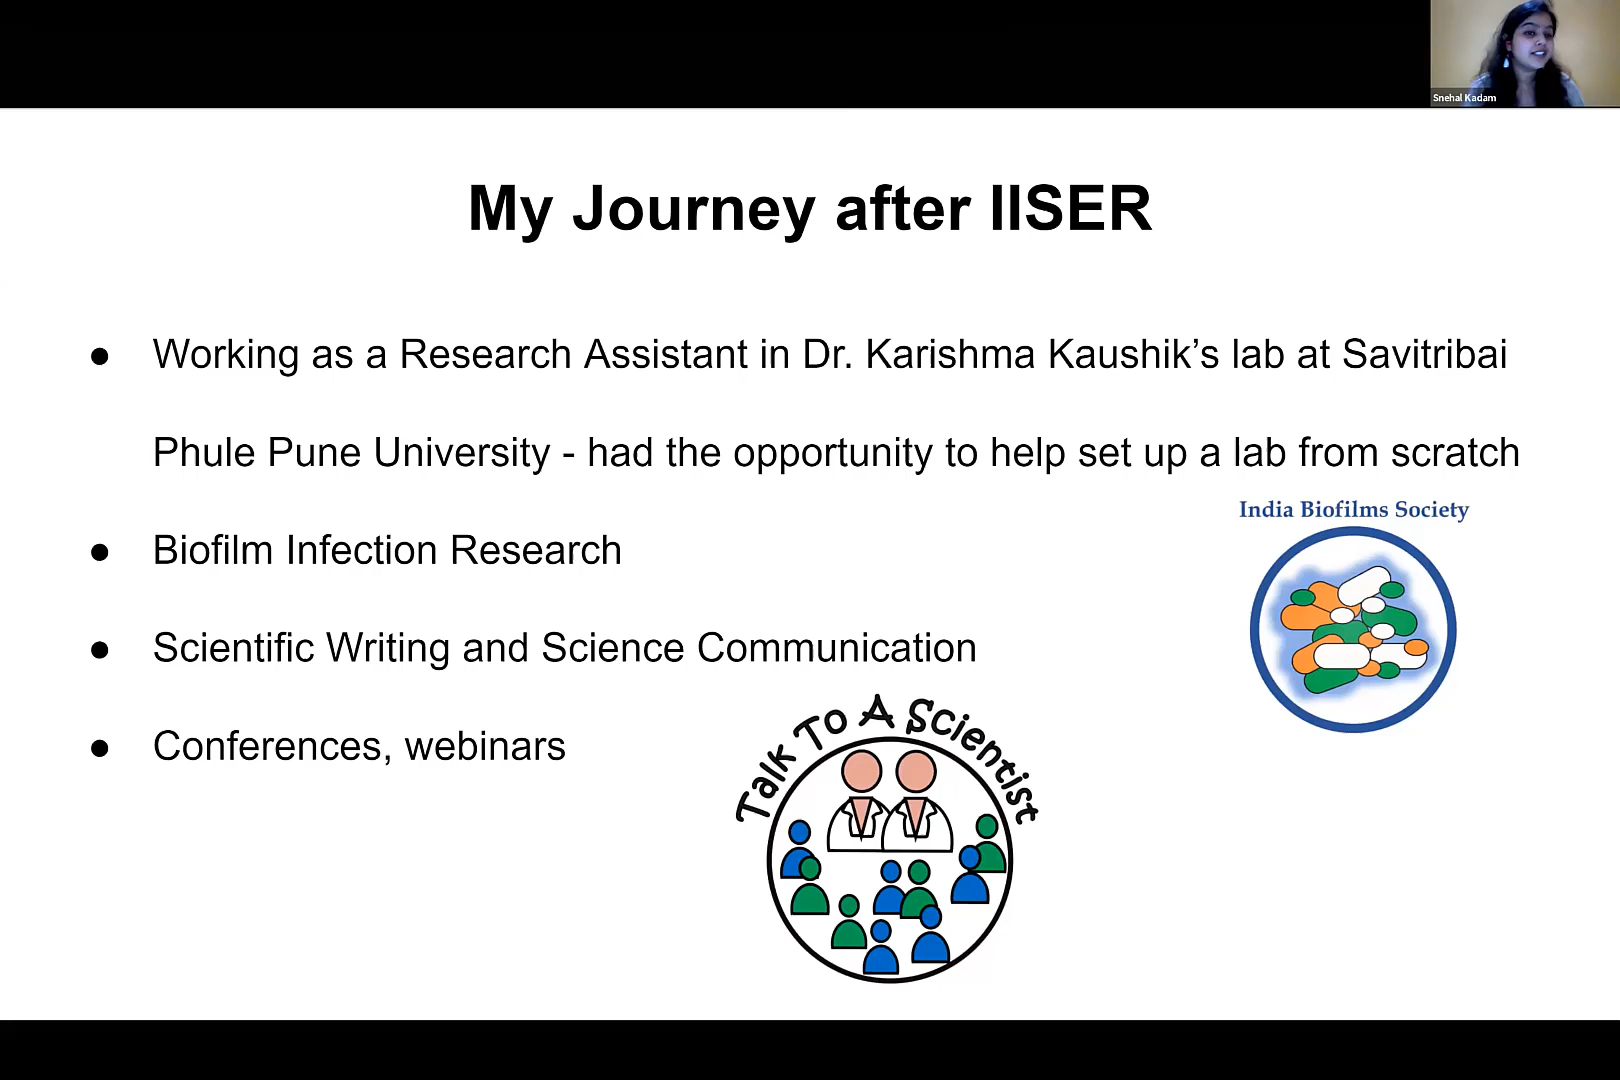 Snehal Kadam
My Journey after IISER
● Working as a Research Assistant in Dr. Karishma Kaushik’s lab at Savitribai
Phule Pune University - had the opportunity to help set up a lab from scratch
India Biofilms Society
● Biofilm Infection Research
● Scientific Writing and Science Communication
● Conferences, webinars
Talk To A Scientist